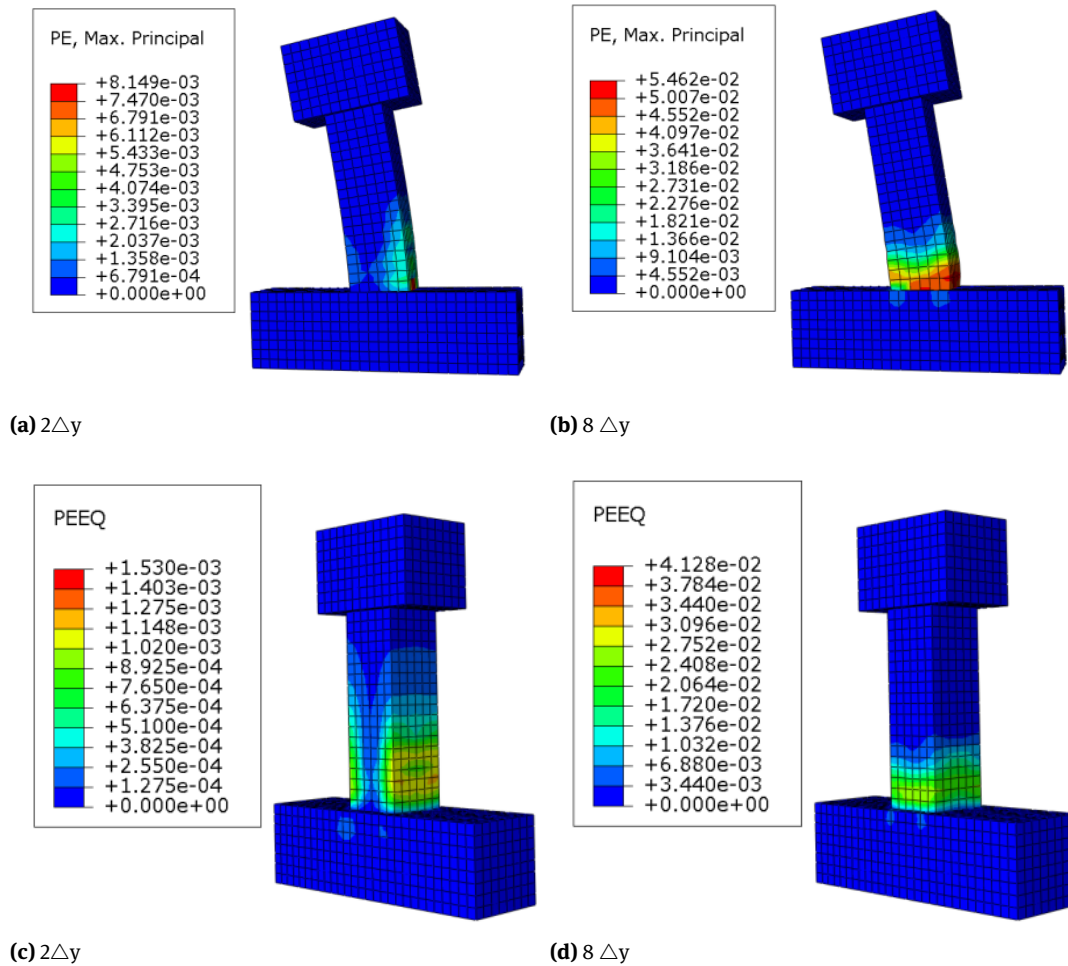 PE, Max. Principal
+8.149e-03
+7.470e-03
+6.791e-03
+6.112e-03
+5.433e-03
+4.753e-03
+4.074e-03
+3.395e-03
+2.716e-03
+2.037e-03
+1.358e-03
+6.791e-04
+0.000e+00
PE, Max. Principal
+5.462e-02
+5.007e-02
+4.552e-02
+4.097e-02
+3.641e-02
+3.186e-02
+2.731e-02
+2.276e-02
+1.821e-02
+1.366e-02
+9.104e-03
+4.552e-03
+0.000e+00
(a) 2△y
(b) 8 △y
PEEQ
+1.530e-03
+1.403e-03
+1.275e-03
+1.148e-03
+1.020e-03
+8.925e-04
+7.650e-04
+6.375e-04
+5.100e-04
+3.825e-04
+2.550e-04
+1.275e-04
+0.000e+00
PEEQ
+4.128e-02
+3.784e-02
+3.440e-02
+3.096e-02
+2.752e-02
+2.408e-02
+2.064e-02
+1.720e-02
+1.376e-02
+1.032e-02
+6.880e-03
+3.440e-03
+0.000e+00
(c) 2△y
(d) 8 △y